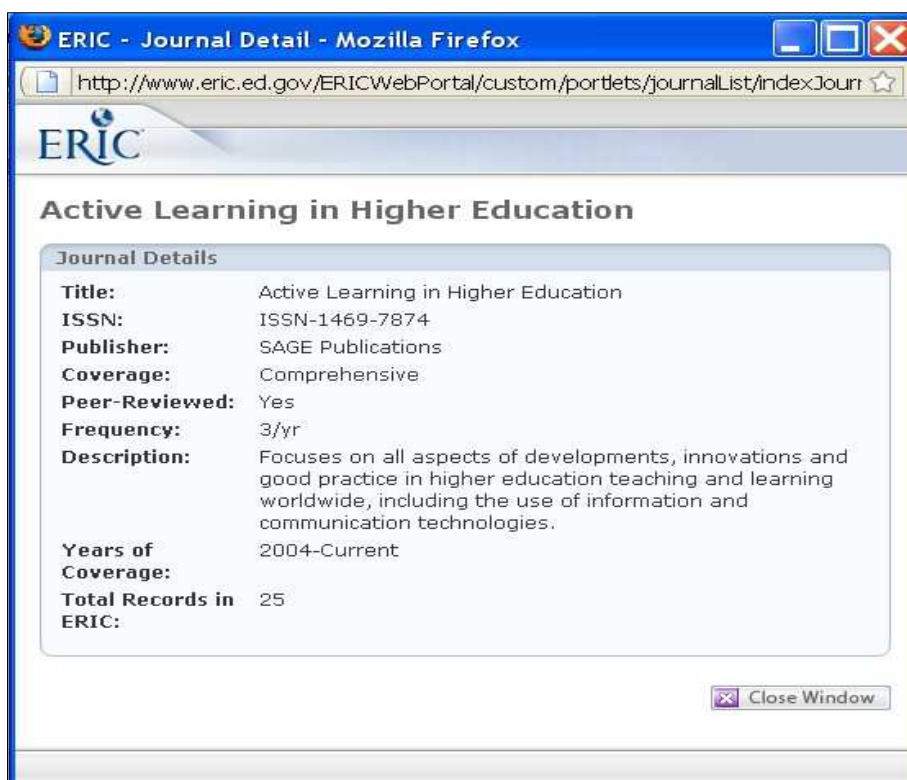 ERIC - Journal Detail - Mozilla Firefox
http://www.eric.ed.gov/ERICWebPortal/custom/portlets/journalList/indexJourr
ERIC
Active Learning in Higher Education
Journal Details
Title: Active Learning in Higher Education
ISSN: ISSN-1469-7874
Publisher: SAGE Publications
Coverage: Comprehensive
Peer-Reviewed: Yes
Frequency: 3/yr
Description: Focuses on all aspects of developments, innovations and
good practice in higher education teaching and learning
worldwide, including the use of information and
communication technologies.
Years of 2004-Current
Coverage:
Total Records in 25
ERIC:
Close Window